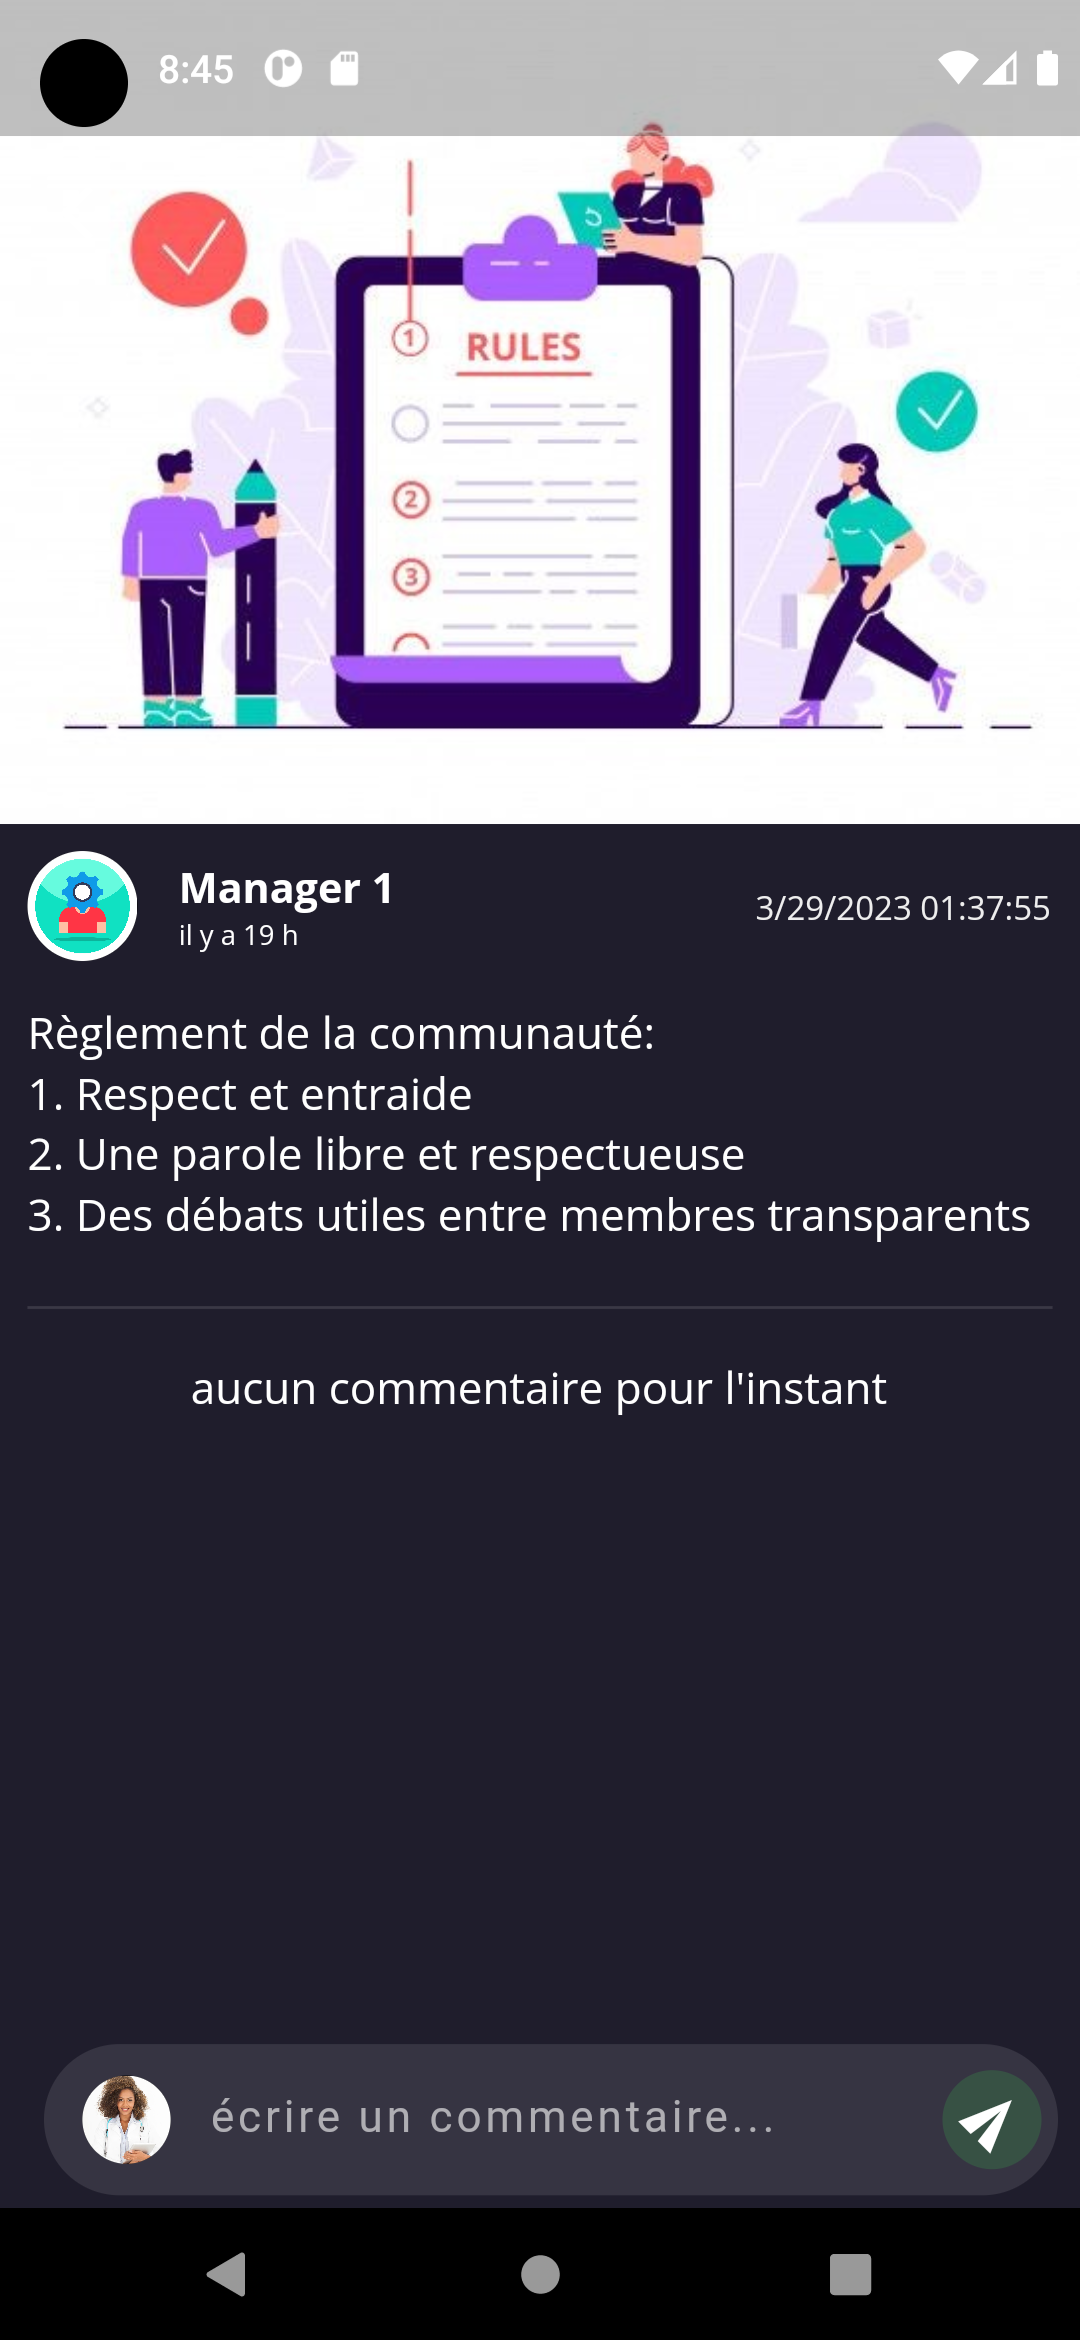 8:45
1
RULES
2
3
Manager 1
il y a 19 h
3/29/2023 01:37:55
Règlement de la communauté:
1. Respect et entraide
2. Une parole libre et respectueuse
3. Des débats utiles entre membres transparents
aucun commentaire pour l'instant
écrire un commentaire...